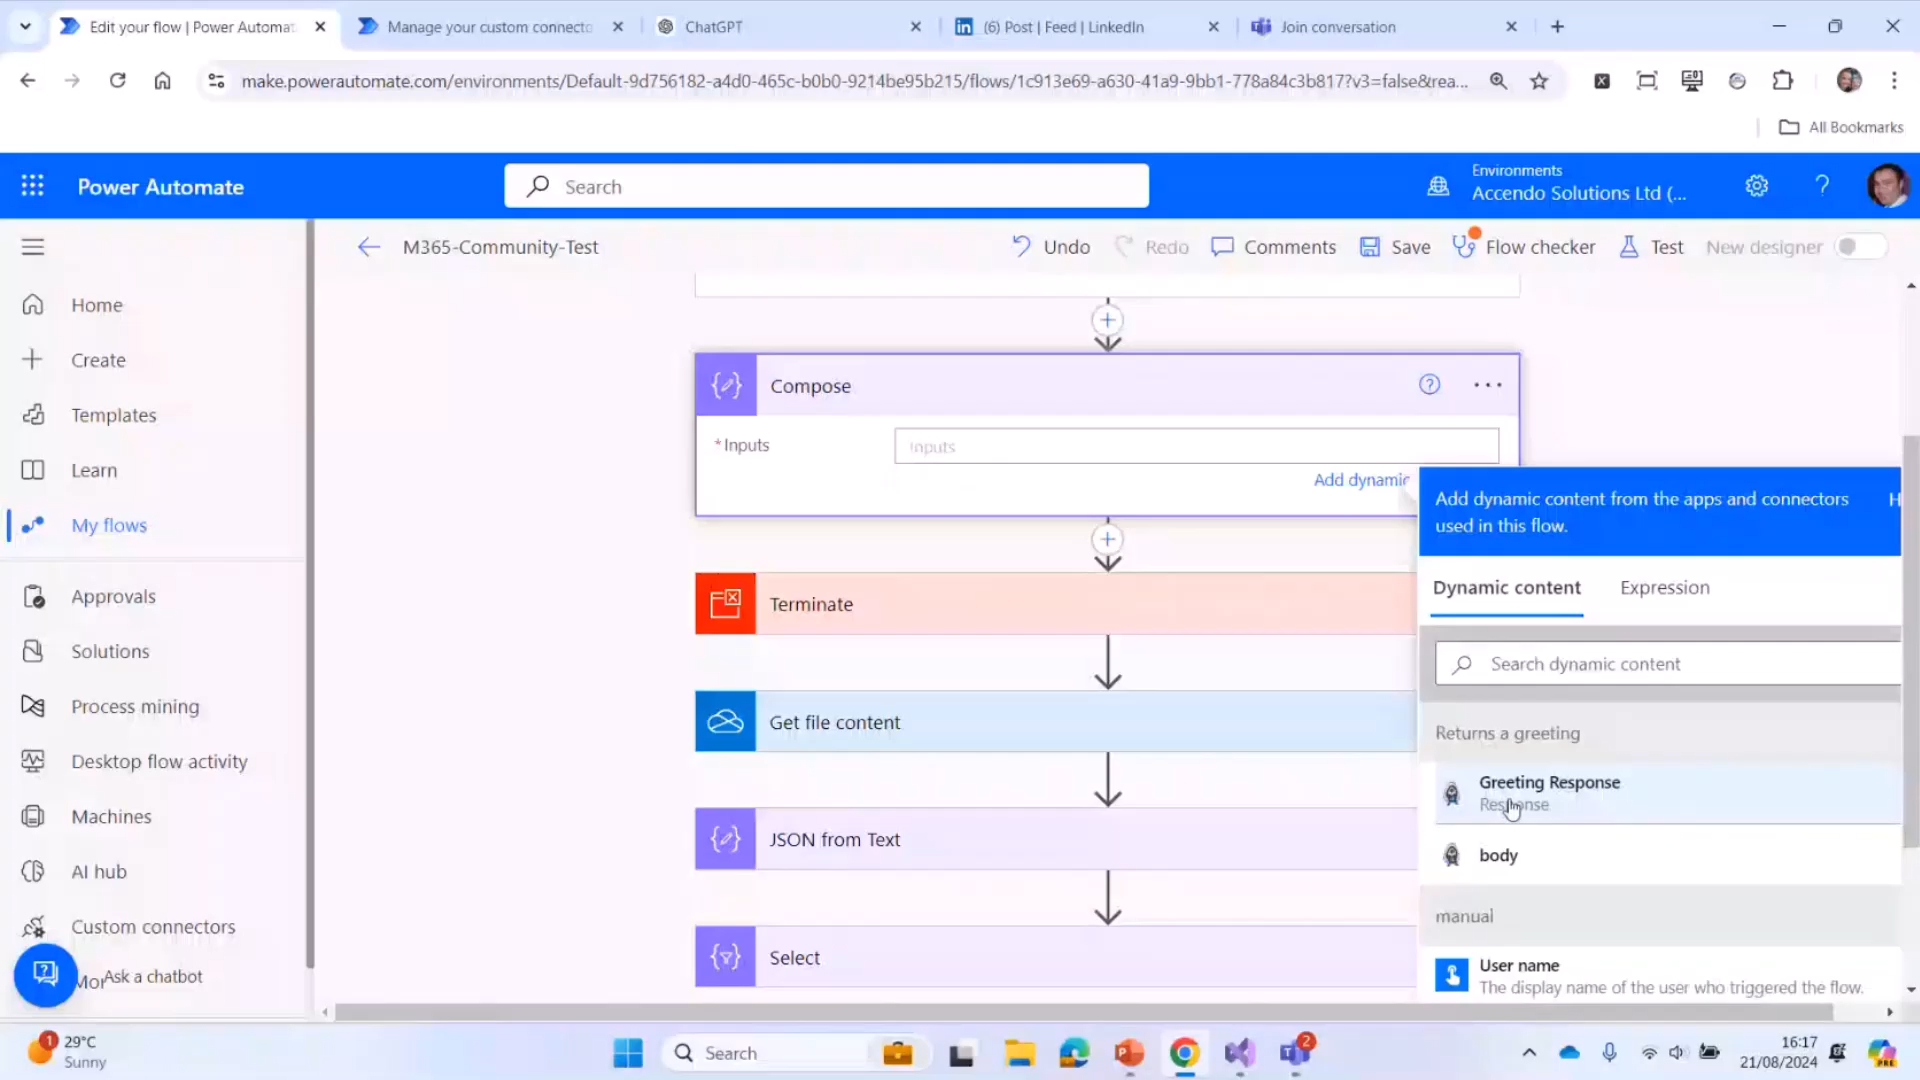 Edit your flow | Power Automat
Manage your custom connecto
ChatGPT
(6) Post | Feed | LinkedIn
Join conversation
make.powerautomate.com/environments/Default-9d756182-a4d0-465c-b0b0-9214be95b215/flows/1c913e69-a630-41a9-9bb1-778a84c3b817?v3=false&rea...
All Bookmarks
Power Automate
Search
Environments
Accendo Solutions Ltd (...
M365-Community-Test
Undo
Redo
Comments
Save
Flow checker
Test
New designer
Home
Create
Templates
Learn
My flows
Approvals
Solutions
Process mining
Desktop flow activity
Machines
AI hub
Custom connectors
Mor
Ask a chatbot
Compose
* Inputs
Inputs
Add dynamic
Terminate
Get file content
JSON from Text
Select
Add dynamic content from the apps and connectors
used in this flow.
H
Dynamic content
Expression
Search dynamic content
Returns a greeting
Greeting Response
Response
body
manual
User name
The display name of the user who triggered the flow.
1
29°C
Sunny
Search
2
16:17
21/08/2024
PRE